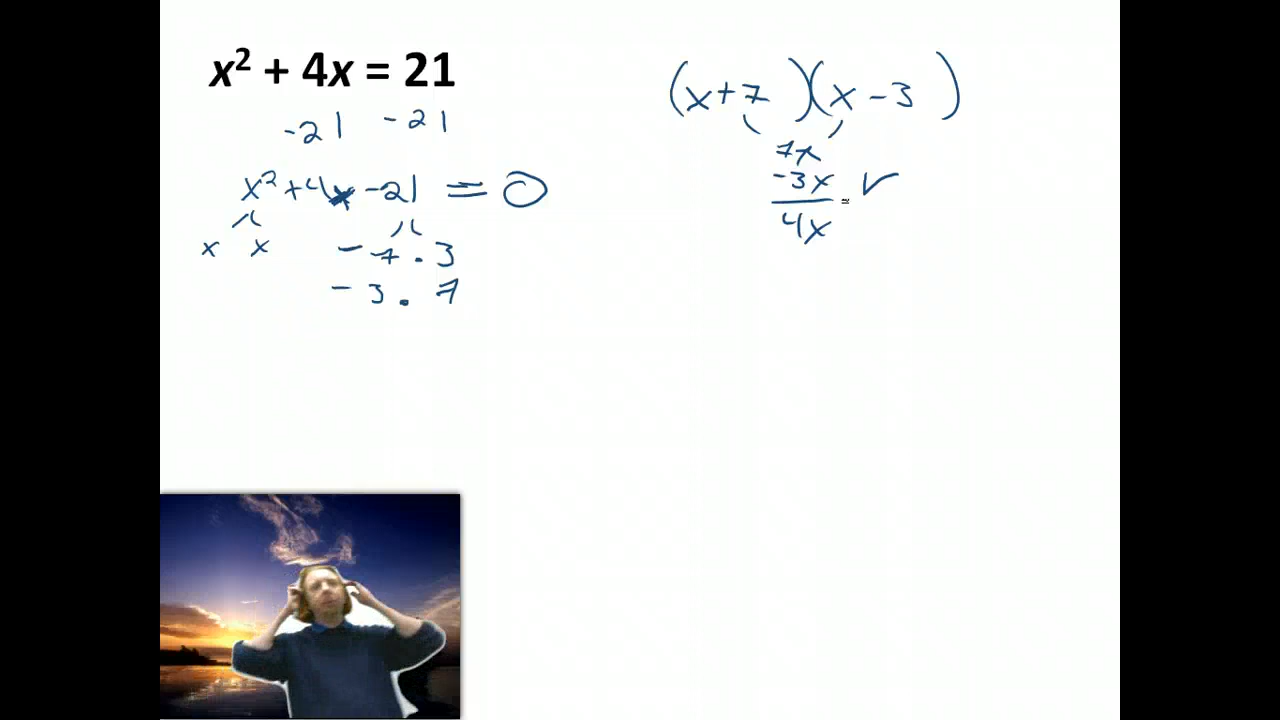 x² + 4x = 21
-21 -21
x²+4x-21 = 0
x x
-7 · 3
-3 · 7
(x+7)(x-3)
7x
-3x ✓
4x